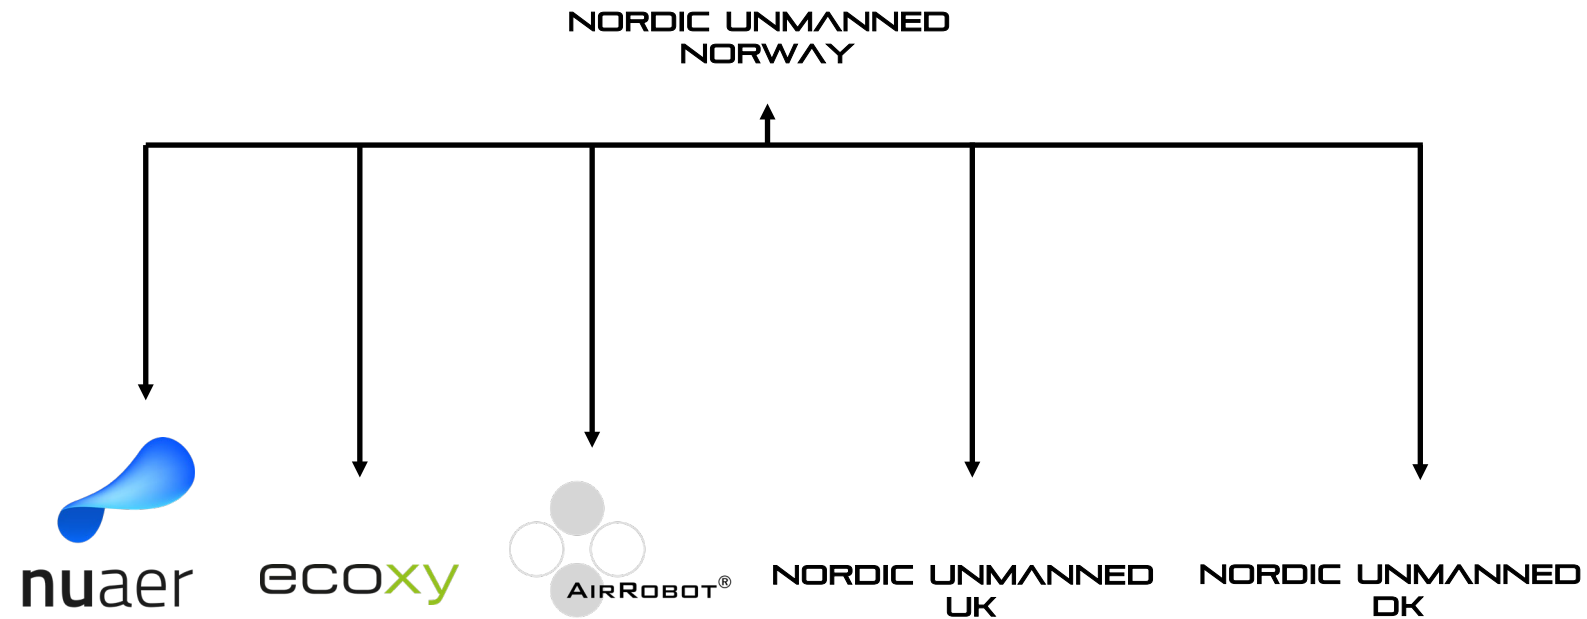 NORDIC UNMANNED
NORWAY
nuaer
ecoxy
AIRROBOT®
NORDIC UNMANNED
UK
NORDIC UNMANNED
DK